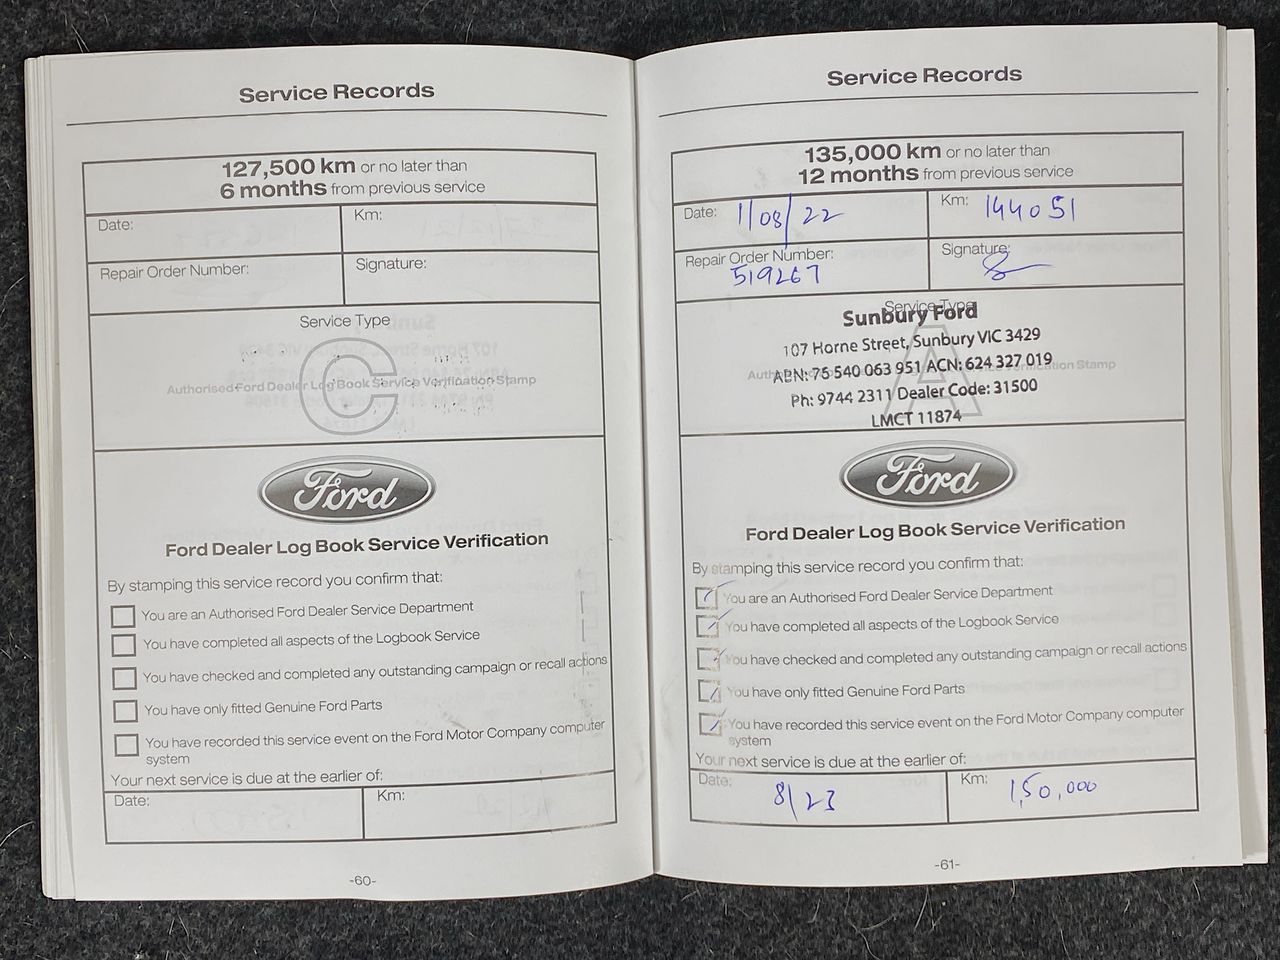 Service Records
127,500 km or no later than
6 months from previous service
Date:
Km:
Repair Order Number:
Signature:
Service Type
C
Authorised Ford Dealer Log Book Service Verification Stamp
Ford
Ford Dealer Log Book Service Verification
By stamping this service record you confirm that:
You are an Authorised Ford Dealer Service Department
You have completed all aspects of the Logbook Service
You have checked and completed any outstanding campaign or recall actions
You have only fitted Genuine Ford Parts
You have recorded this service event on the Ford Motor Company computer
system
Your next service is due at the earlier of:
Date:
Km:
-60-
Service Records
135,000 km or no later than
12 months from previous service
Date: 1/08/22
Km: 144051
Repair Order Number:
519267
Signature:
Service Type
Sunbury Ford
107 Horne Street, Sunbury VIC 3429
A
ABN: 76 540 063 951 ACN: 624 327 019
Ph: 9744 2311 Dealer Code: 31500
LMCT 11874
Ford
Ford Dealer Log Book Service Verification
By stamping this service record you confirm that:
You are an Authorised Ford Dealer Service Department
You have completed all aspects of the Logbook Service
You have checked and completed any outstanding campaign or recall actions
You have only fitted Genuine Ford Parts
You have recorded this service event on the Ford Motor Company computer
system
Your next service is due at the earlier of:
Date: 8/23
Km: 150,000
-61-